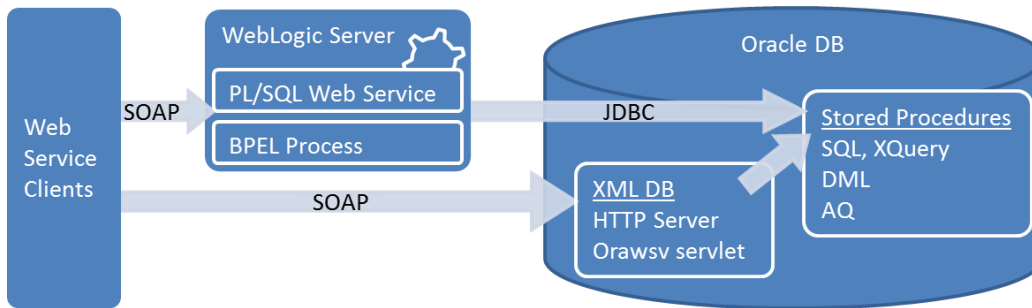 Web
Service
Clients
SOAP
WebLogic Server
PL/SQL Web Service
BPEL Process
JDBC
SOAP
Oracle DB
Stored Procedures
SQL, XQuery
DML
AQ
XML DB
HTTP Server
Orawsv servlet